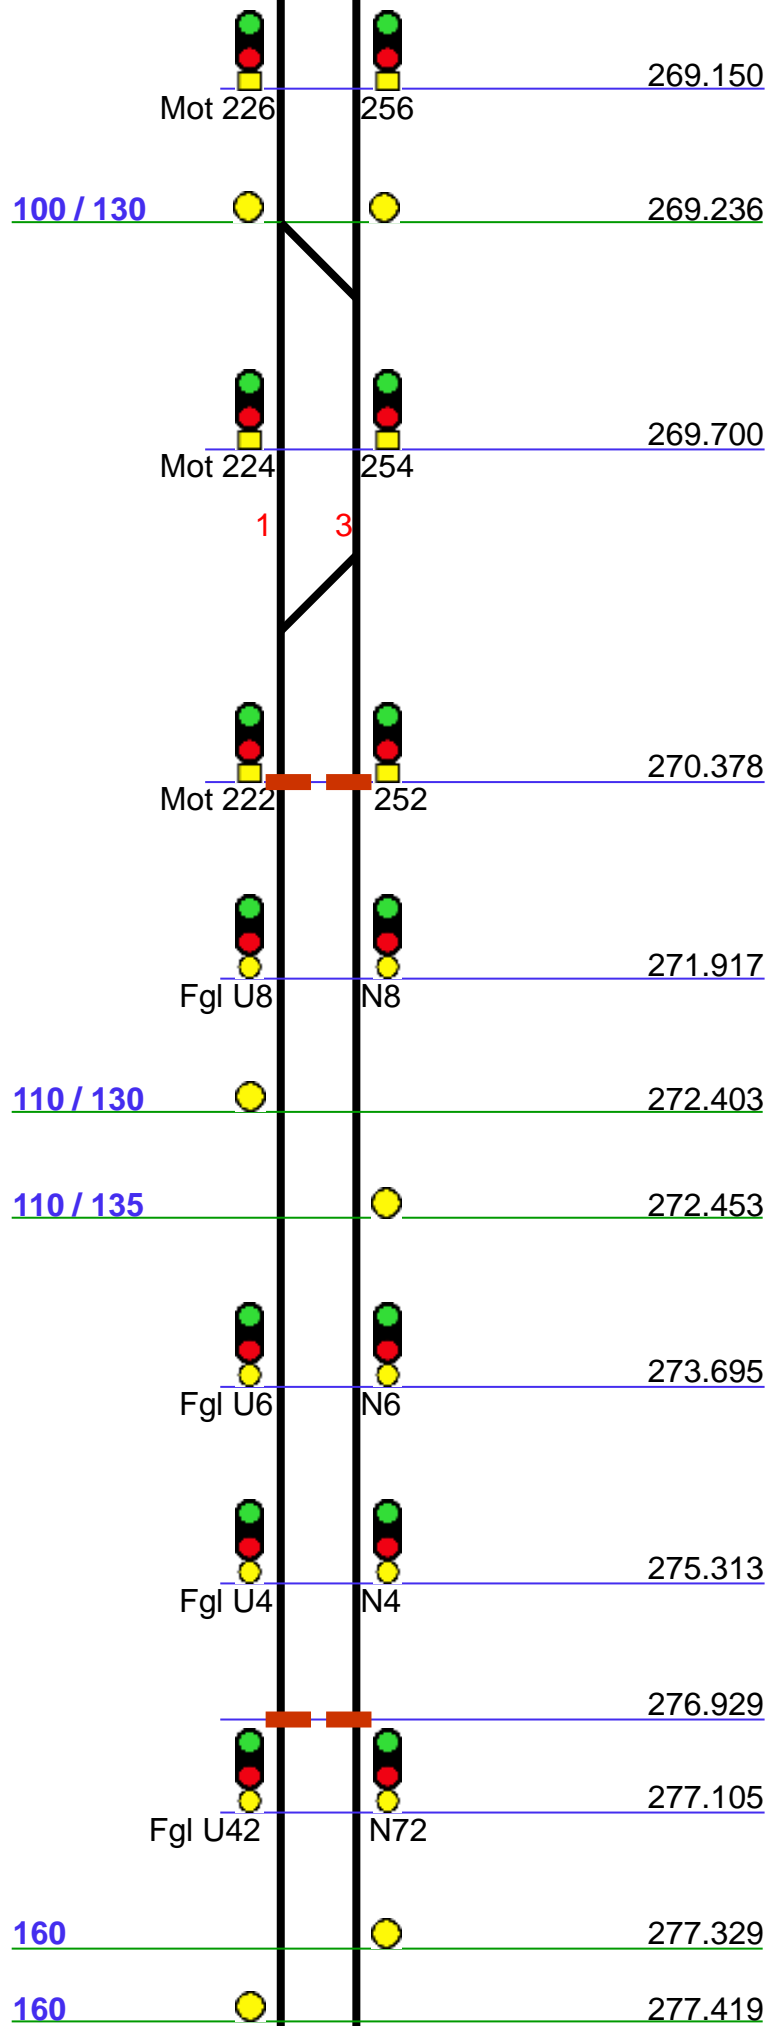 269.150
Mot 226 256
100 / 130 269.236
269.700
Mot 224 254
1 3
270.378
Mot 222 252
271.917
Fgl U8 N8
110 / 130 272.403
110 / 135 272.453
273.695
Fgl U6 N6
275.313
Fgl U4 N4
276.929
277.105
Fgl U42 N72
160 277.329
160 277.419